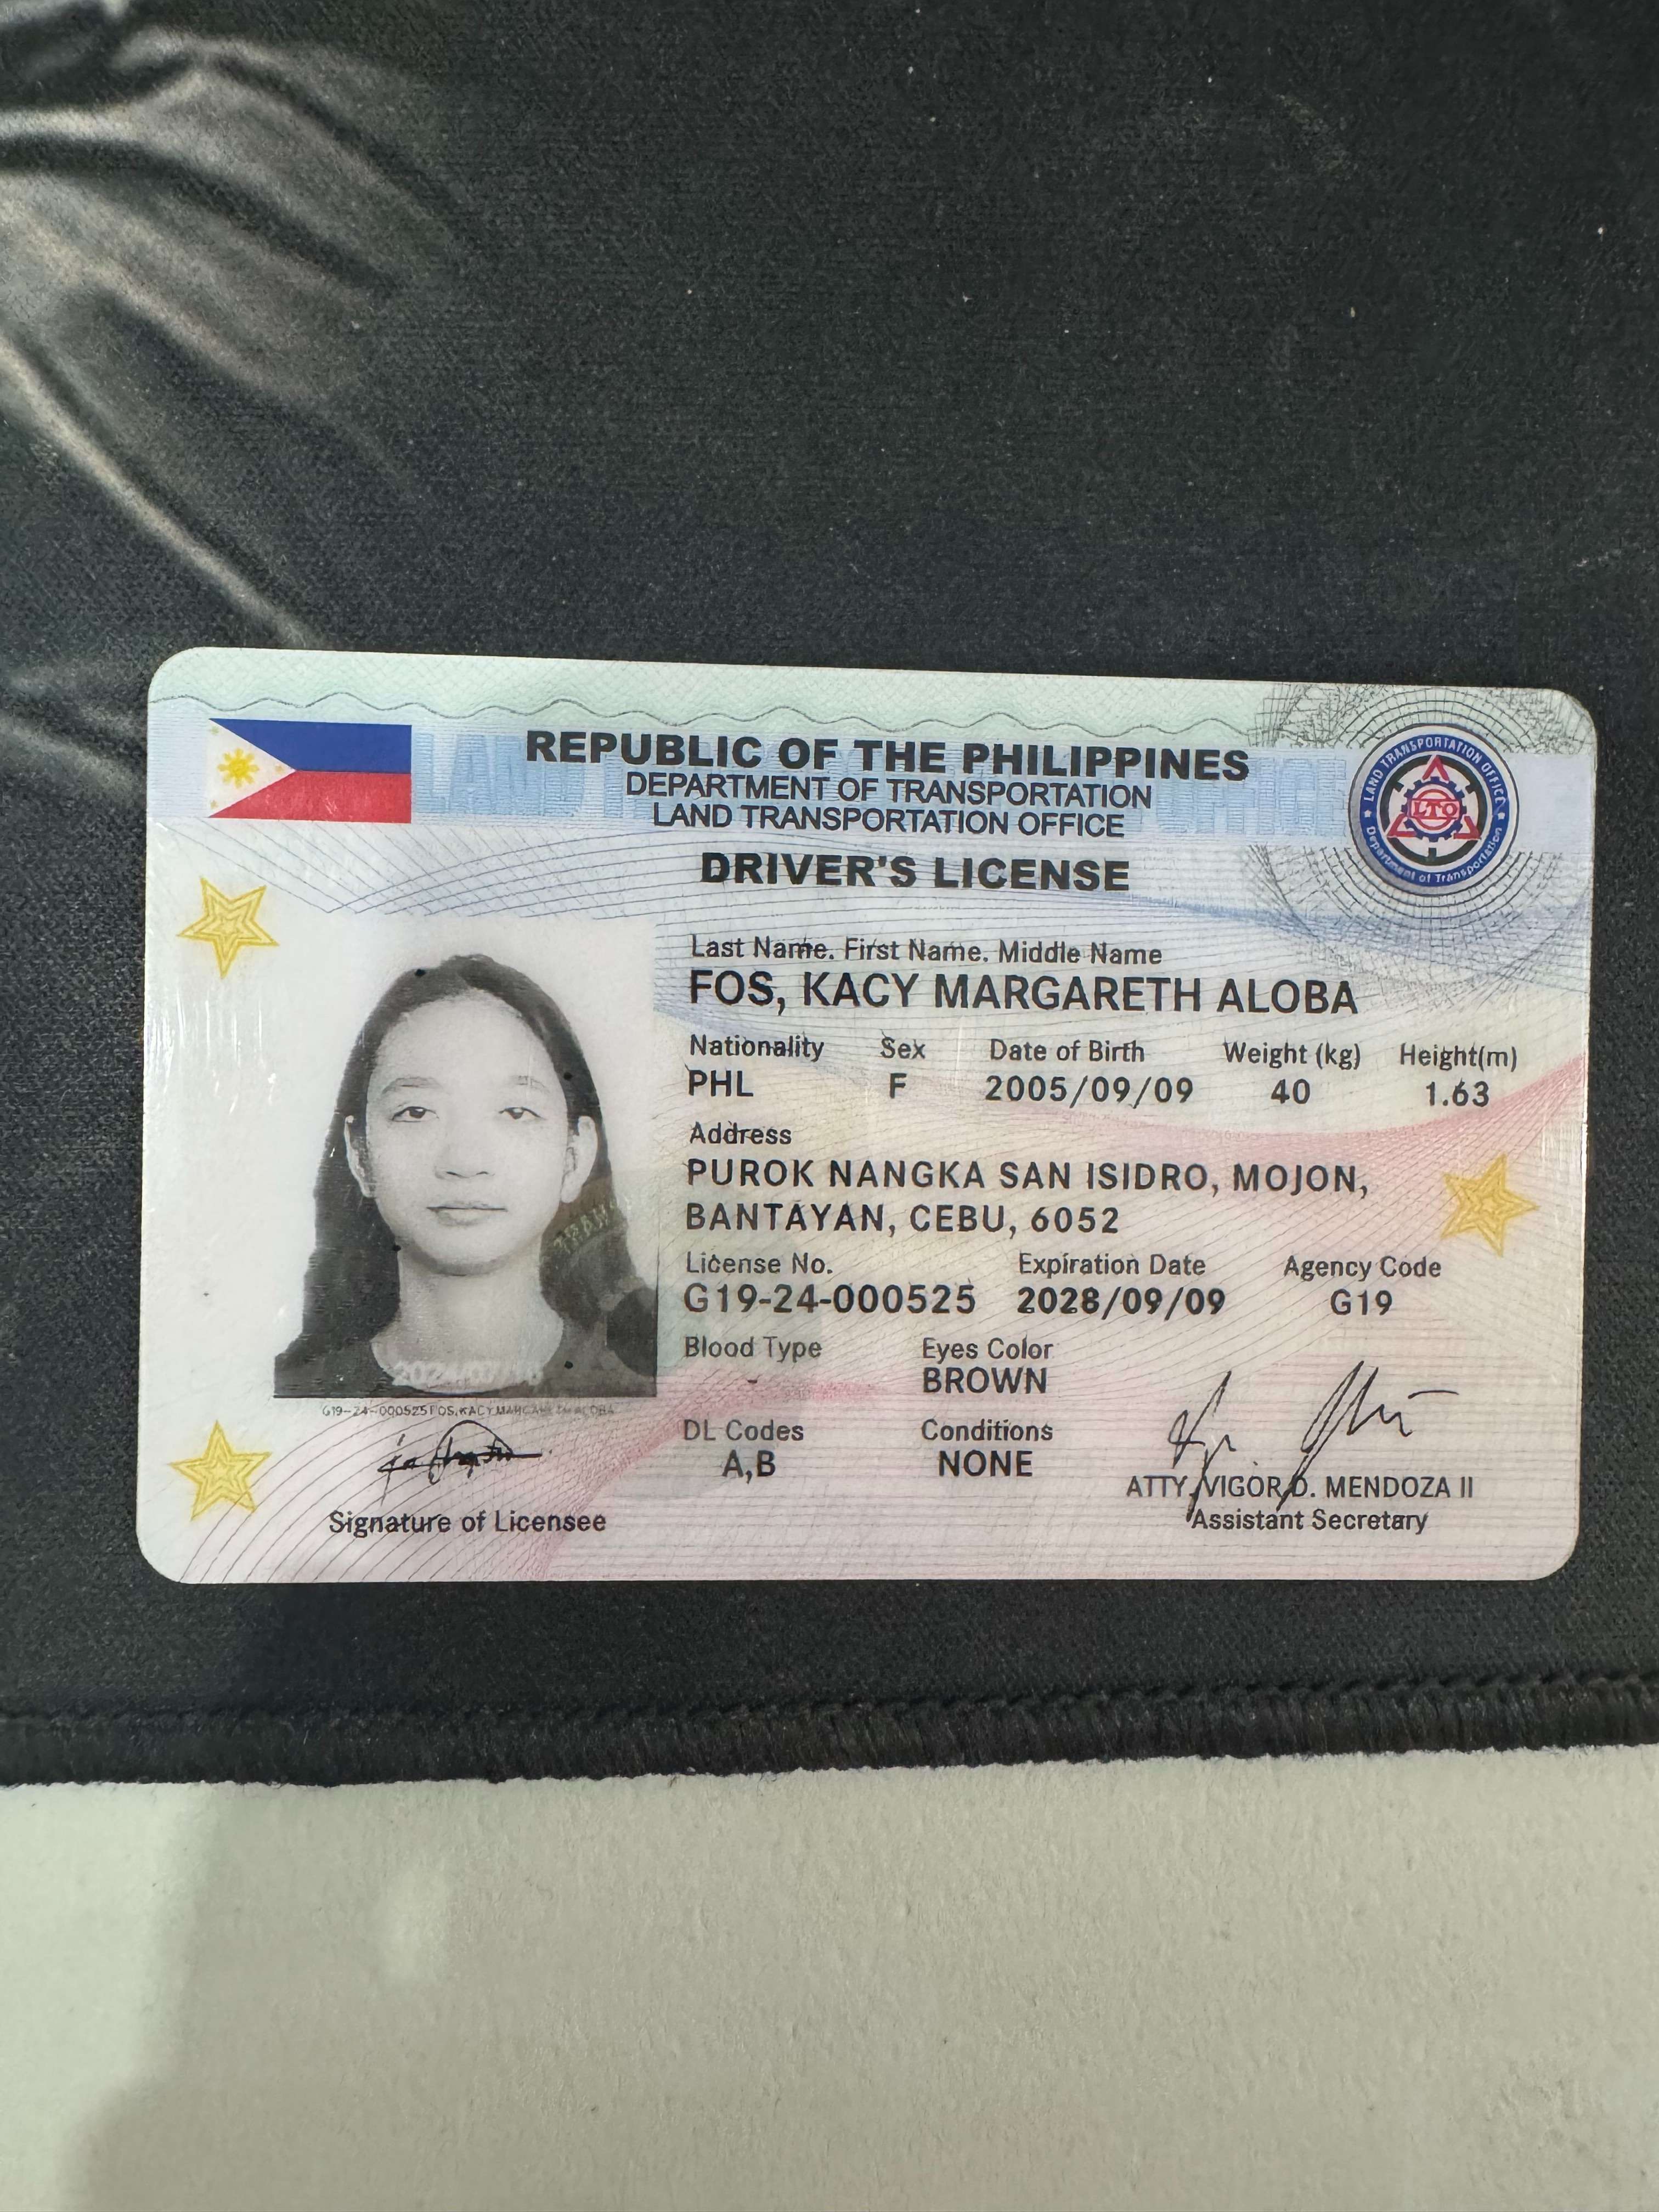 REPUBLIC OF THE PHILIPPINES
DEPARTMENT OF TRANSPORTATION
LAND TRANSPORTATION OFFICE
LAND TRANSPORTATION OFFICE
LTO
Department of Transportation
DRIVER'S LICENSE
Last Name. First Name. Middle Name
FOS, KACY MARGARETH ALOBA
Nationality Sex Date of Birth Weight (kg) Height(m)
PHL F 2005/09/09 40 1.63
Address
PUROK NANGKA SAN ISIDRO, MOJON,
BANTAYAN, CEBU, 6052
License No. Expiration Date Agency Code
G19-24-000525 2028/09/09 G19
Blood Type Eyes Color
BROWN
DL Codes Conditions
A,B NONE
G19-24-000525 FOS, KACY
ATTY. VIGOR D. MENDOZA II
Assistant Secretary
Signature of Licensee